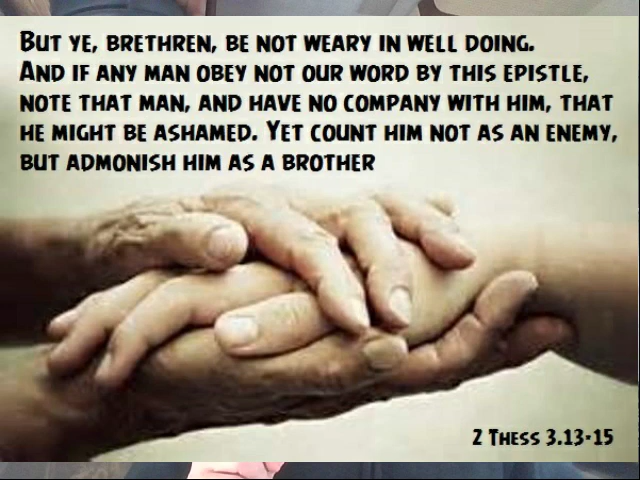 But ye, brethren, be not weary in well doing.
And if any man obey not our word by this epistle,
note that man, and have no company with him, that
he might be ashamed. Yet count him not as an enemy,
but admonish him as a brother
2 Thess 3.13-15